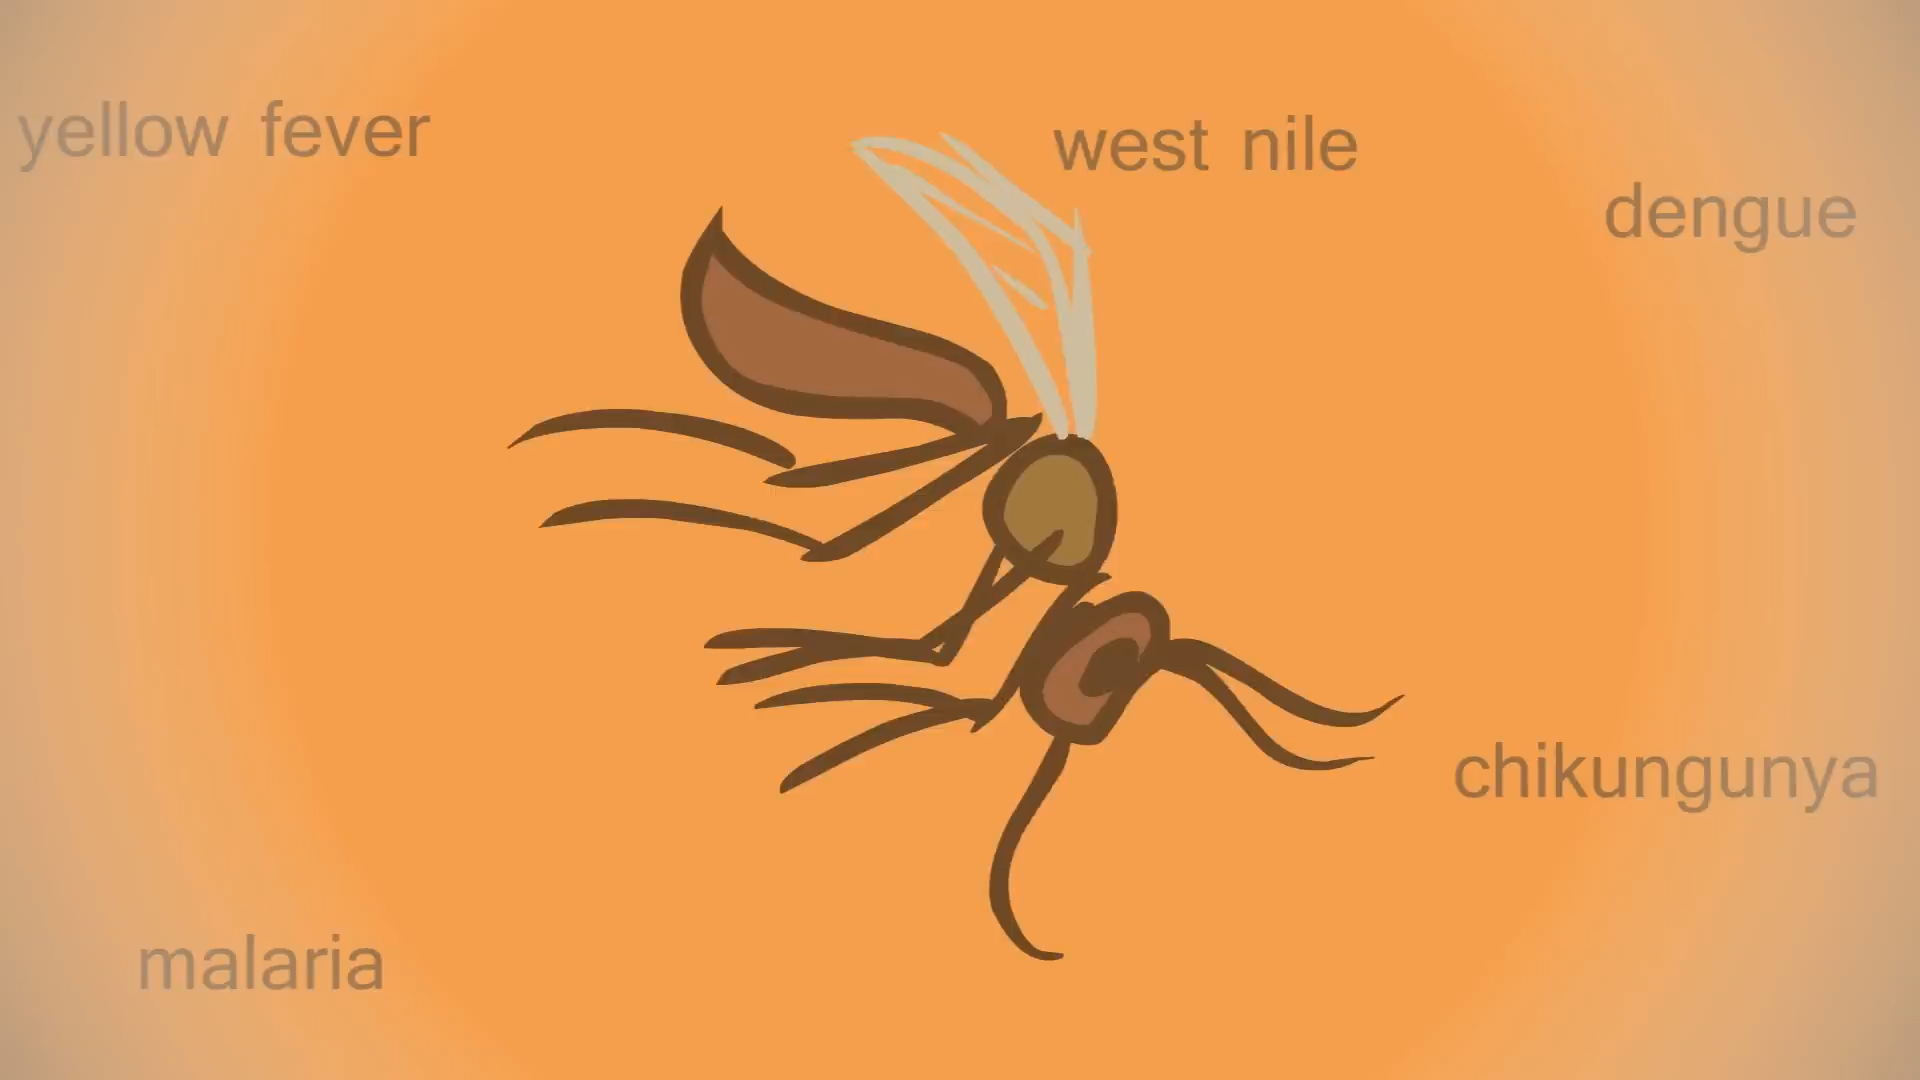 yellow fever
west nile
dengue
chikungunya
malaria